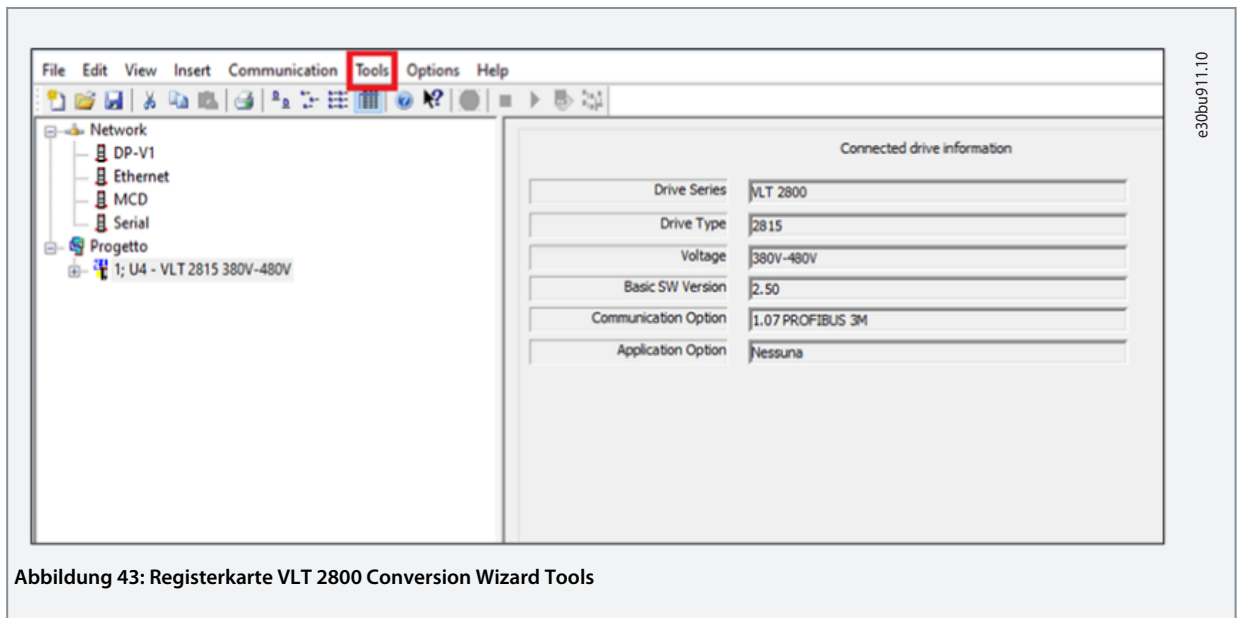 File Edit View Insert Communication Tools Options Help
Network
DP-V1
Ethernet
MCD
Serial
Progetto
1; U4 - VLT 2815 380V-480V
Connected drive information
Drive Series VLT 2800
Drive Type 2815
Voltage 380V-480V
Basic SW Version 2.50
Communication Option 1.07 PROFIBUS 3M
Application Option Nessuna
e30bu911.10
Abbildung 43: Registerkarte VLT 2800 Conversion Wizard Tools